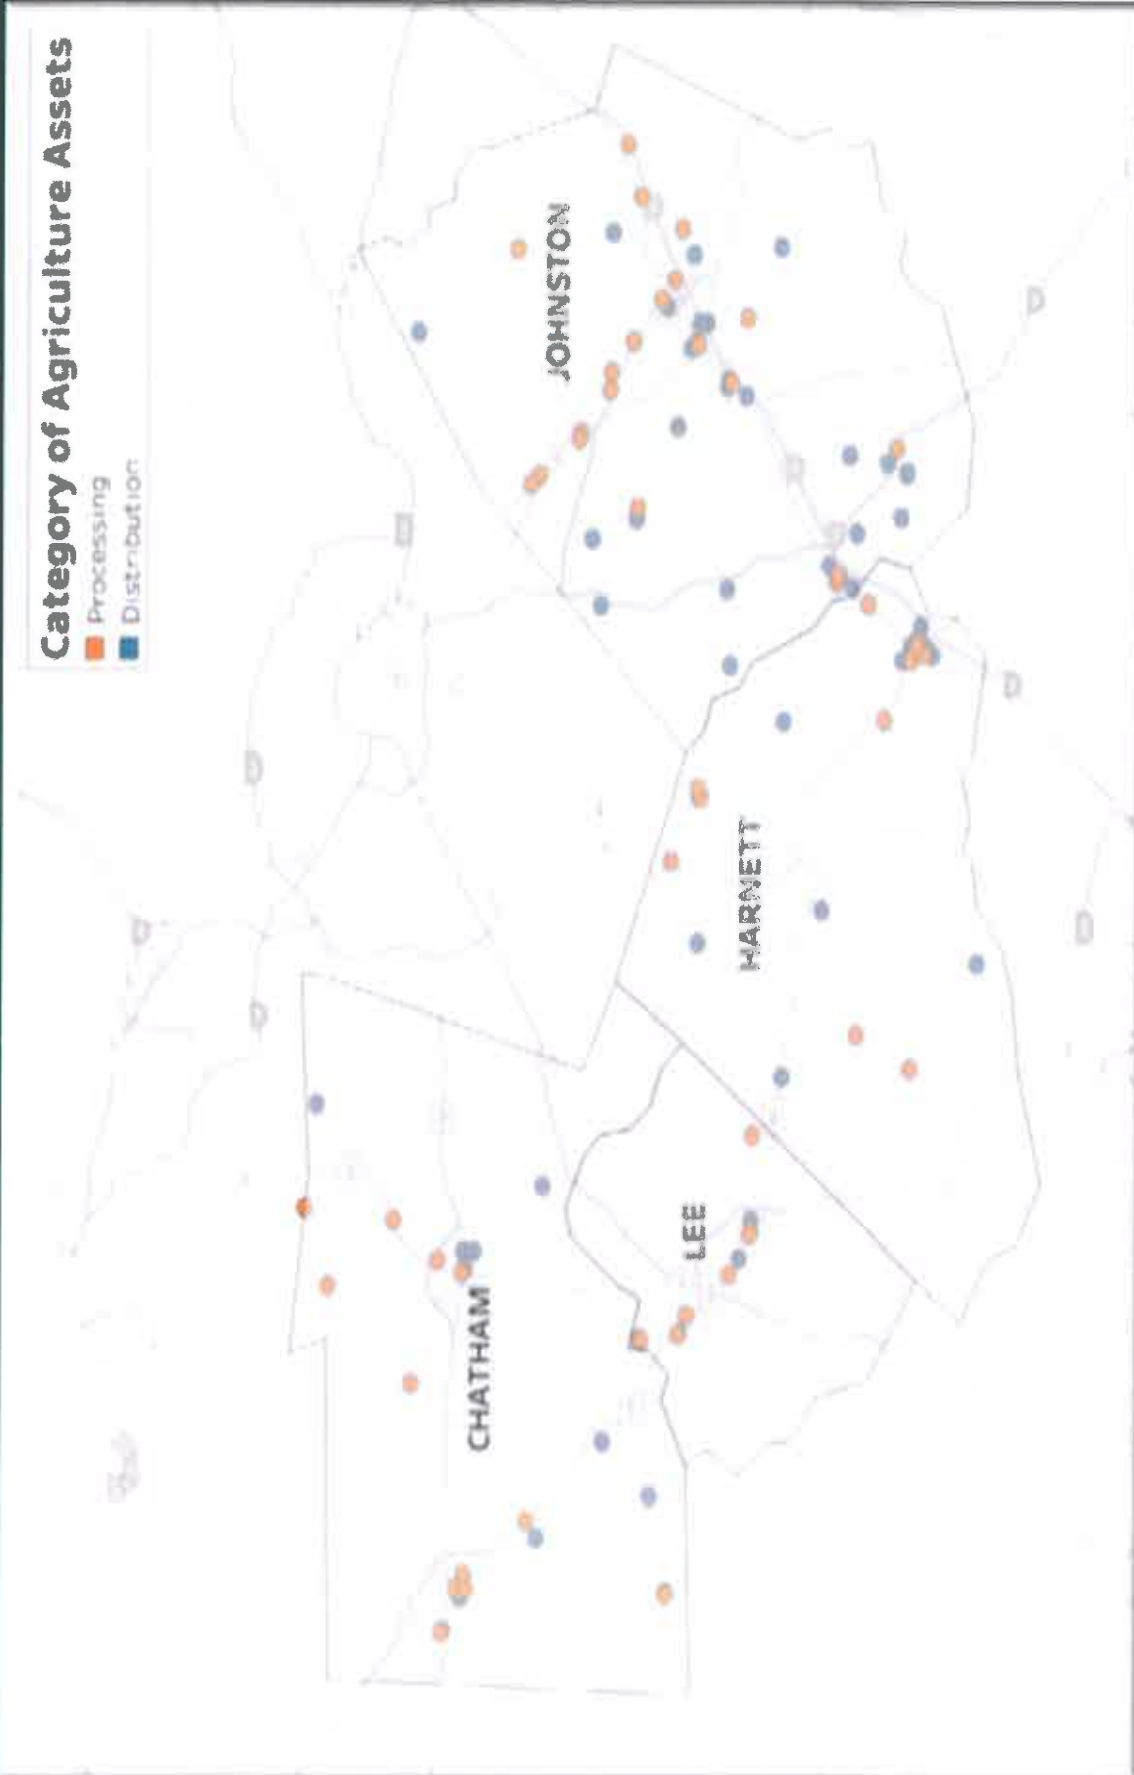 Category of Agriculture Assets
Processing
Distribution
JOHNSTON
HARNETT
LEE
CHATHAM